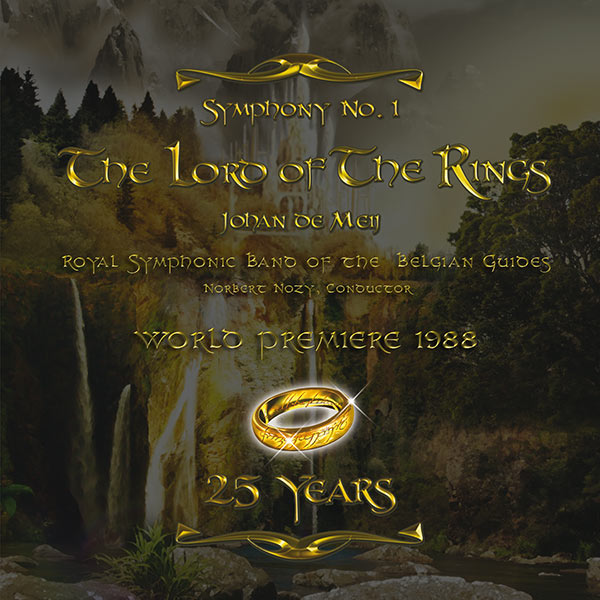 Symphony No. 1
The Lord of The Rings
Johan de Meij
Royal Symphonic Band of the Belgian Guides
Norbert Nozy, Conductor
World Premiere 1988
25 Years